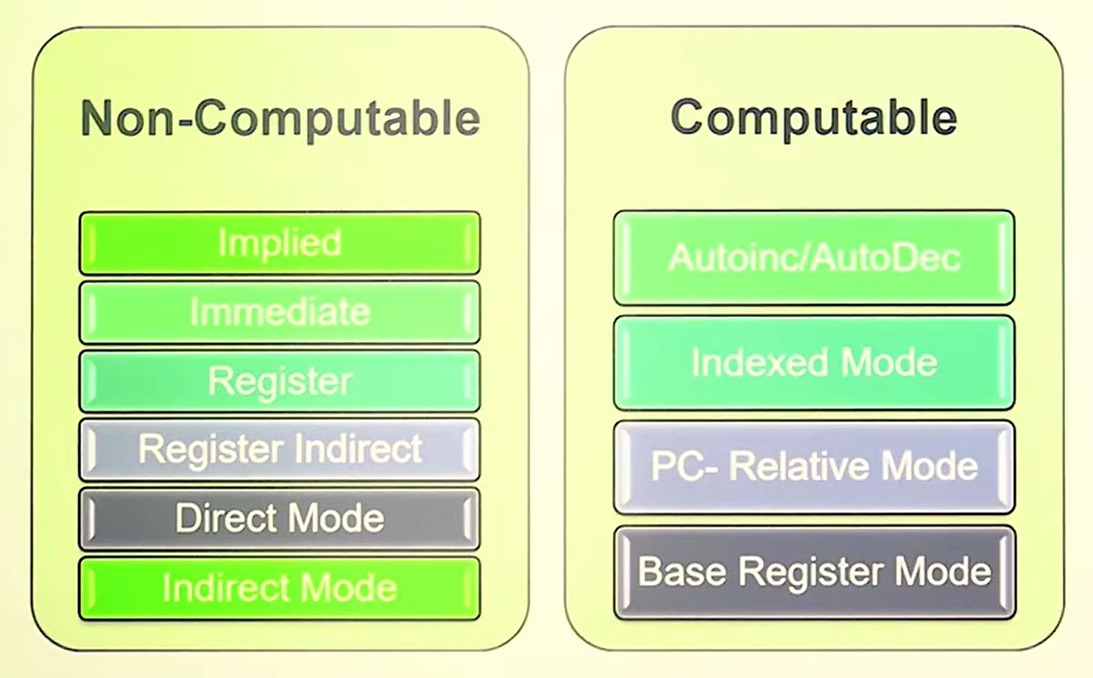 Non-Computable
Implied
Immediate
Register
Register Indirect
Direct Mode
Indirect Mode
Computable
Autoinc/AutoDec
Indexed Mode
PC- Relative Mode
Base Register Mode